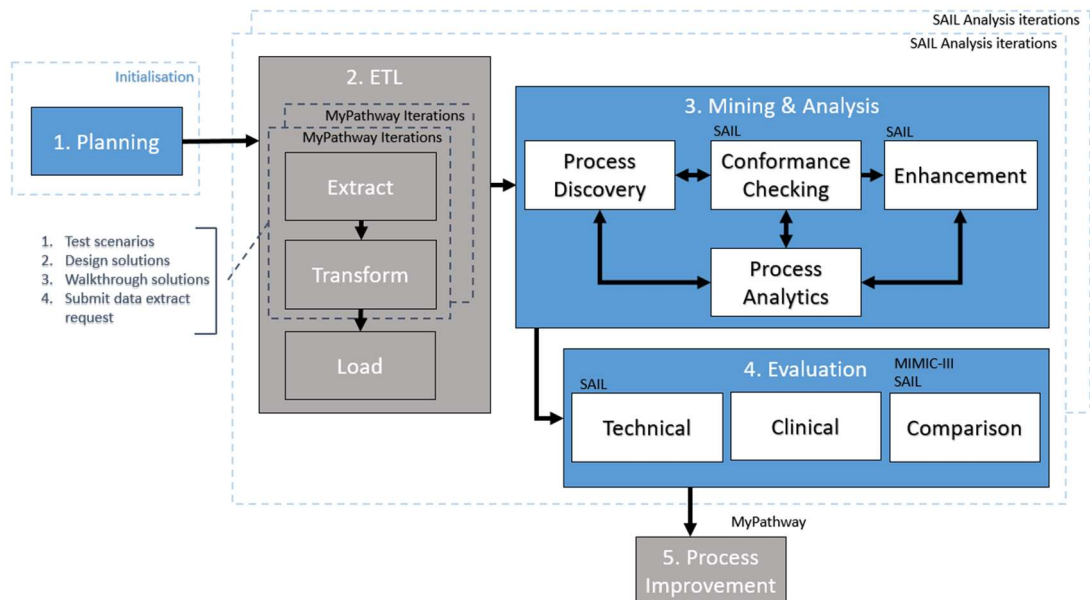 SAIL Analysis iterations
SAIL Analysis iterations
Initialisation
1. Planning
2. ETL
MyPathway Iterations
MyPathway Iterations
Extract
Transform
Load
1. Test scenarios
2. Design solutions
3. Walkthrough solutions
4. Submit data extract
request
3. Mining & Analysis
Process
Discovery
SAIL
Conformance
Checking
SAIL
Enhancement
Process
Analytics
4. Evaluation
SAIL
Technical
Clinical
MIMIC-III
SAIL
Comparison
MyPathway
5. Process
Improvement